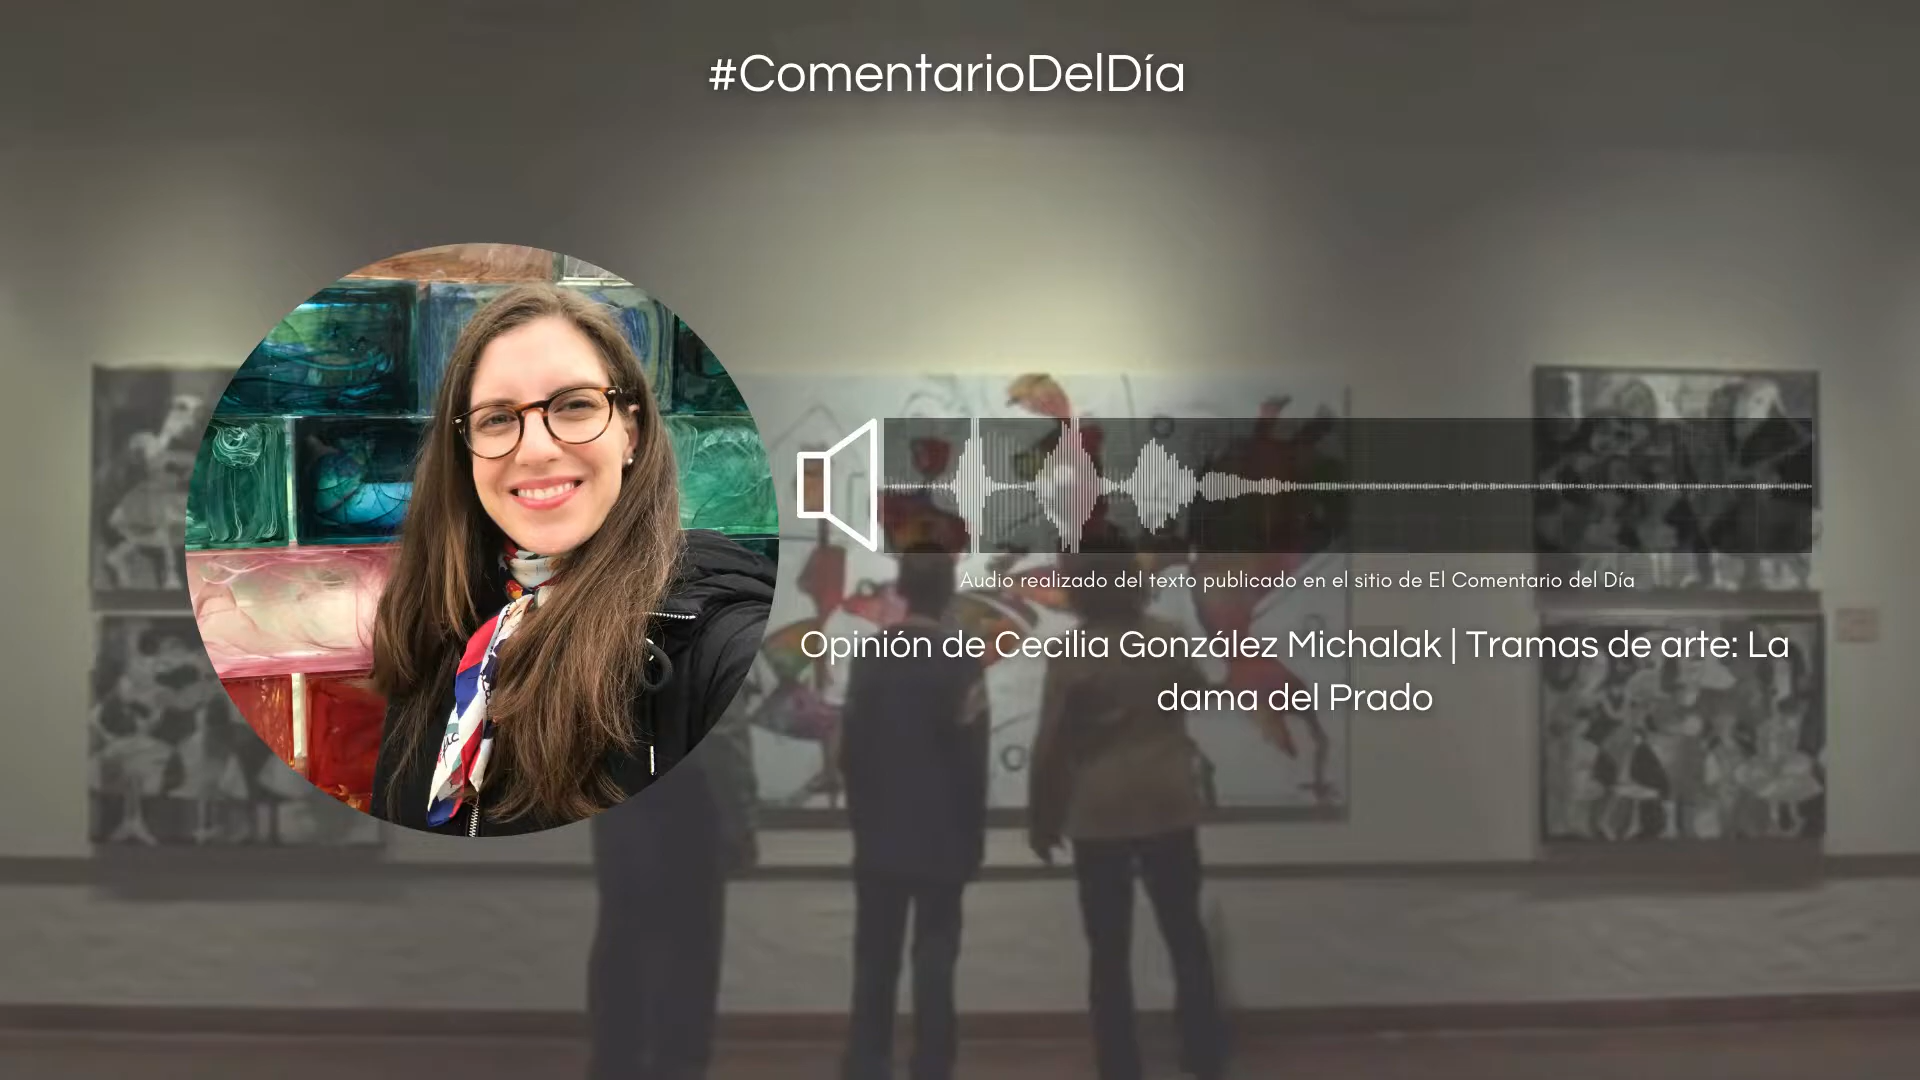 #ComentarioDelDía
Audio realizado del texto publicado en el sitio de El Comentario del Día
Opinión de Cecilia González Michalak | Tramas de arte: La
dama del Prado